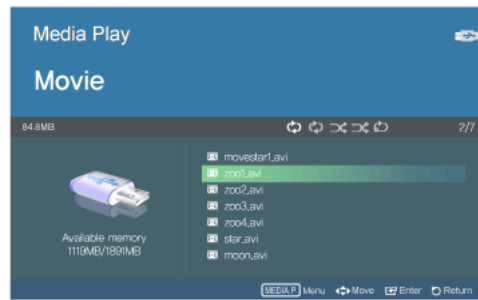 Media Play
Movie
84.8MB 2/7
movestar1.avi
zoo1.avi
zoo2.avi
zoo3.avi
zoo4.avi
star.avi
moon.avi
Available memory
1119MB/1891MB
MEDIA.P Menu Move Enter Return